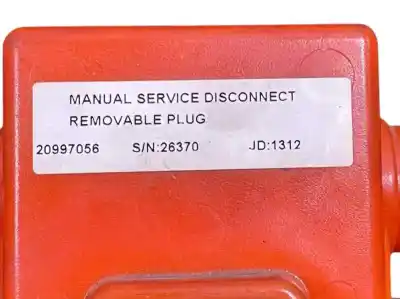 MANUAL SERVICE DISCONNECT
REMOVABLE PLUG
20997056 S/N:26370 JD:1312